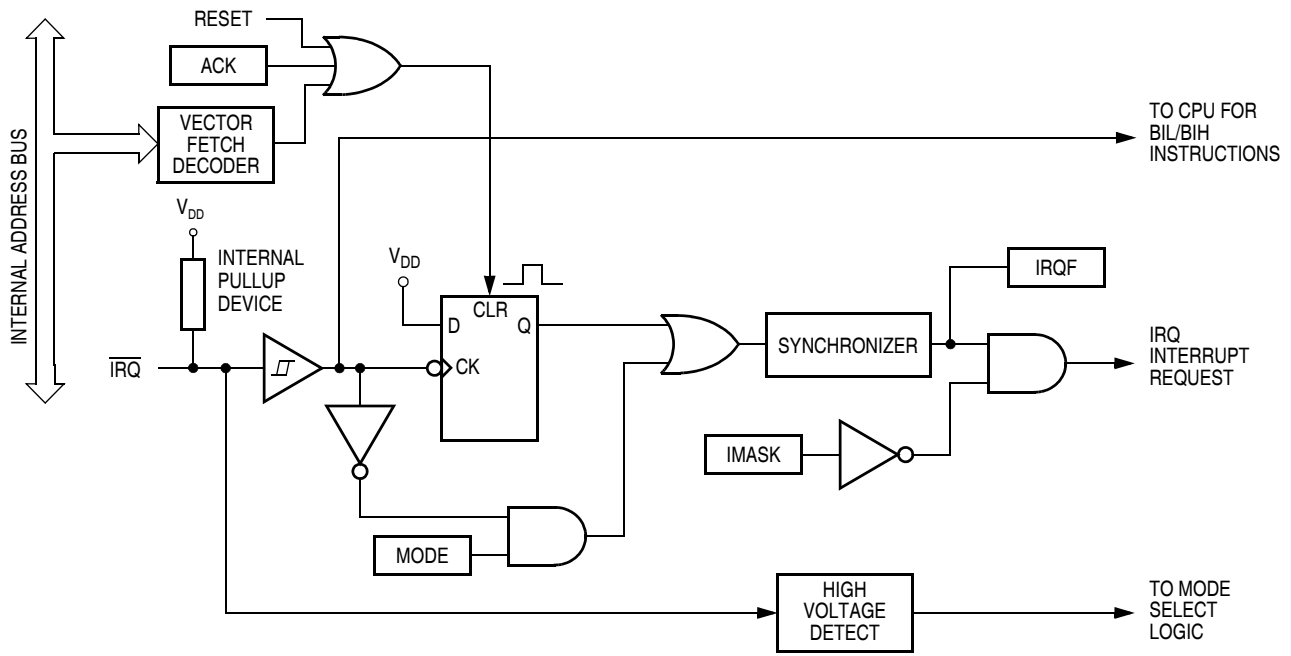 RESET
ACK
VECTOR
FETCH
DECODER
INTERNAL ADDRESS BUS
TO CPU FOR
BIL/BIH
INSTRUCTIONS
VDD
INTERNAL
PULLUP
DEVICE
VDD
CLR
D
Q
CK
IRQF
SYNCHRONIZER
IRQ
IRQ
INTERRUPT
REQUEST
IMASK
MODE
HIGH
VOLTAGE
DETECT
TO MODE
SELECT
LOGIC